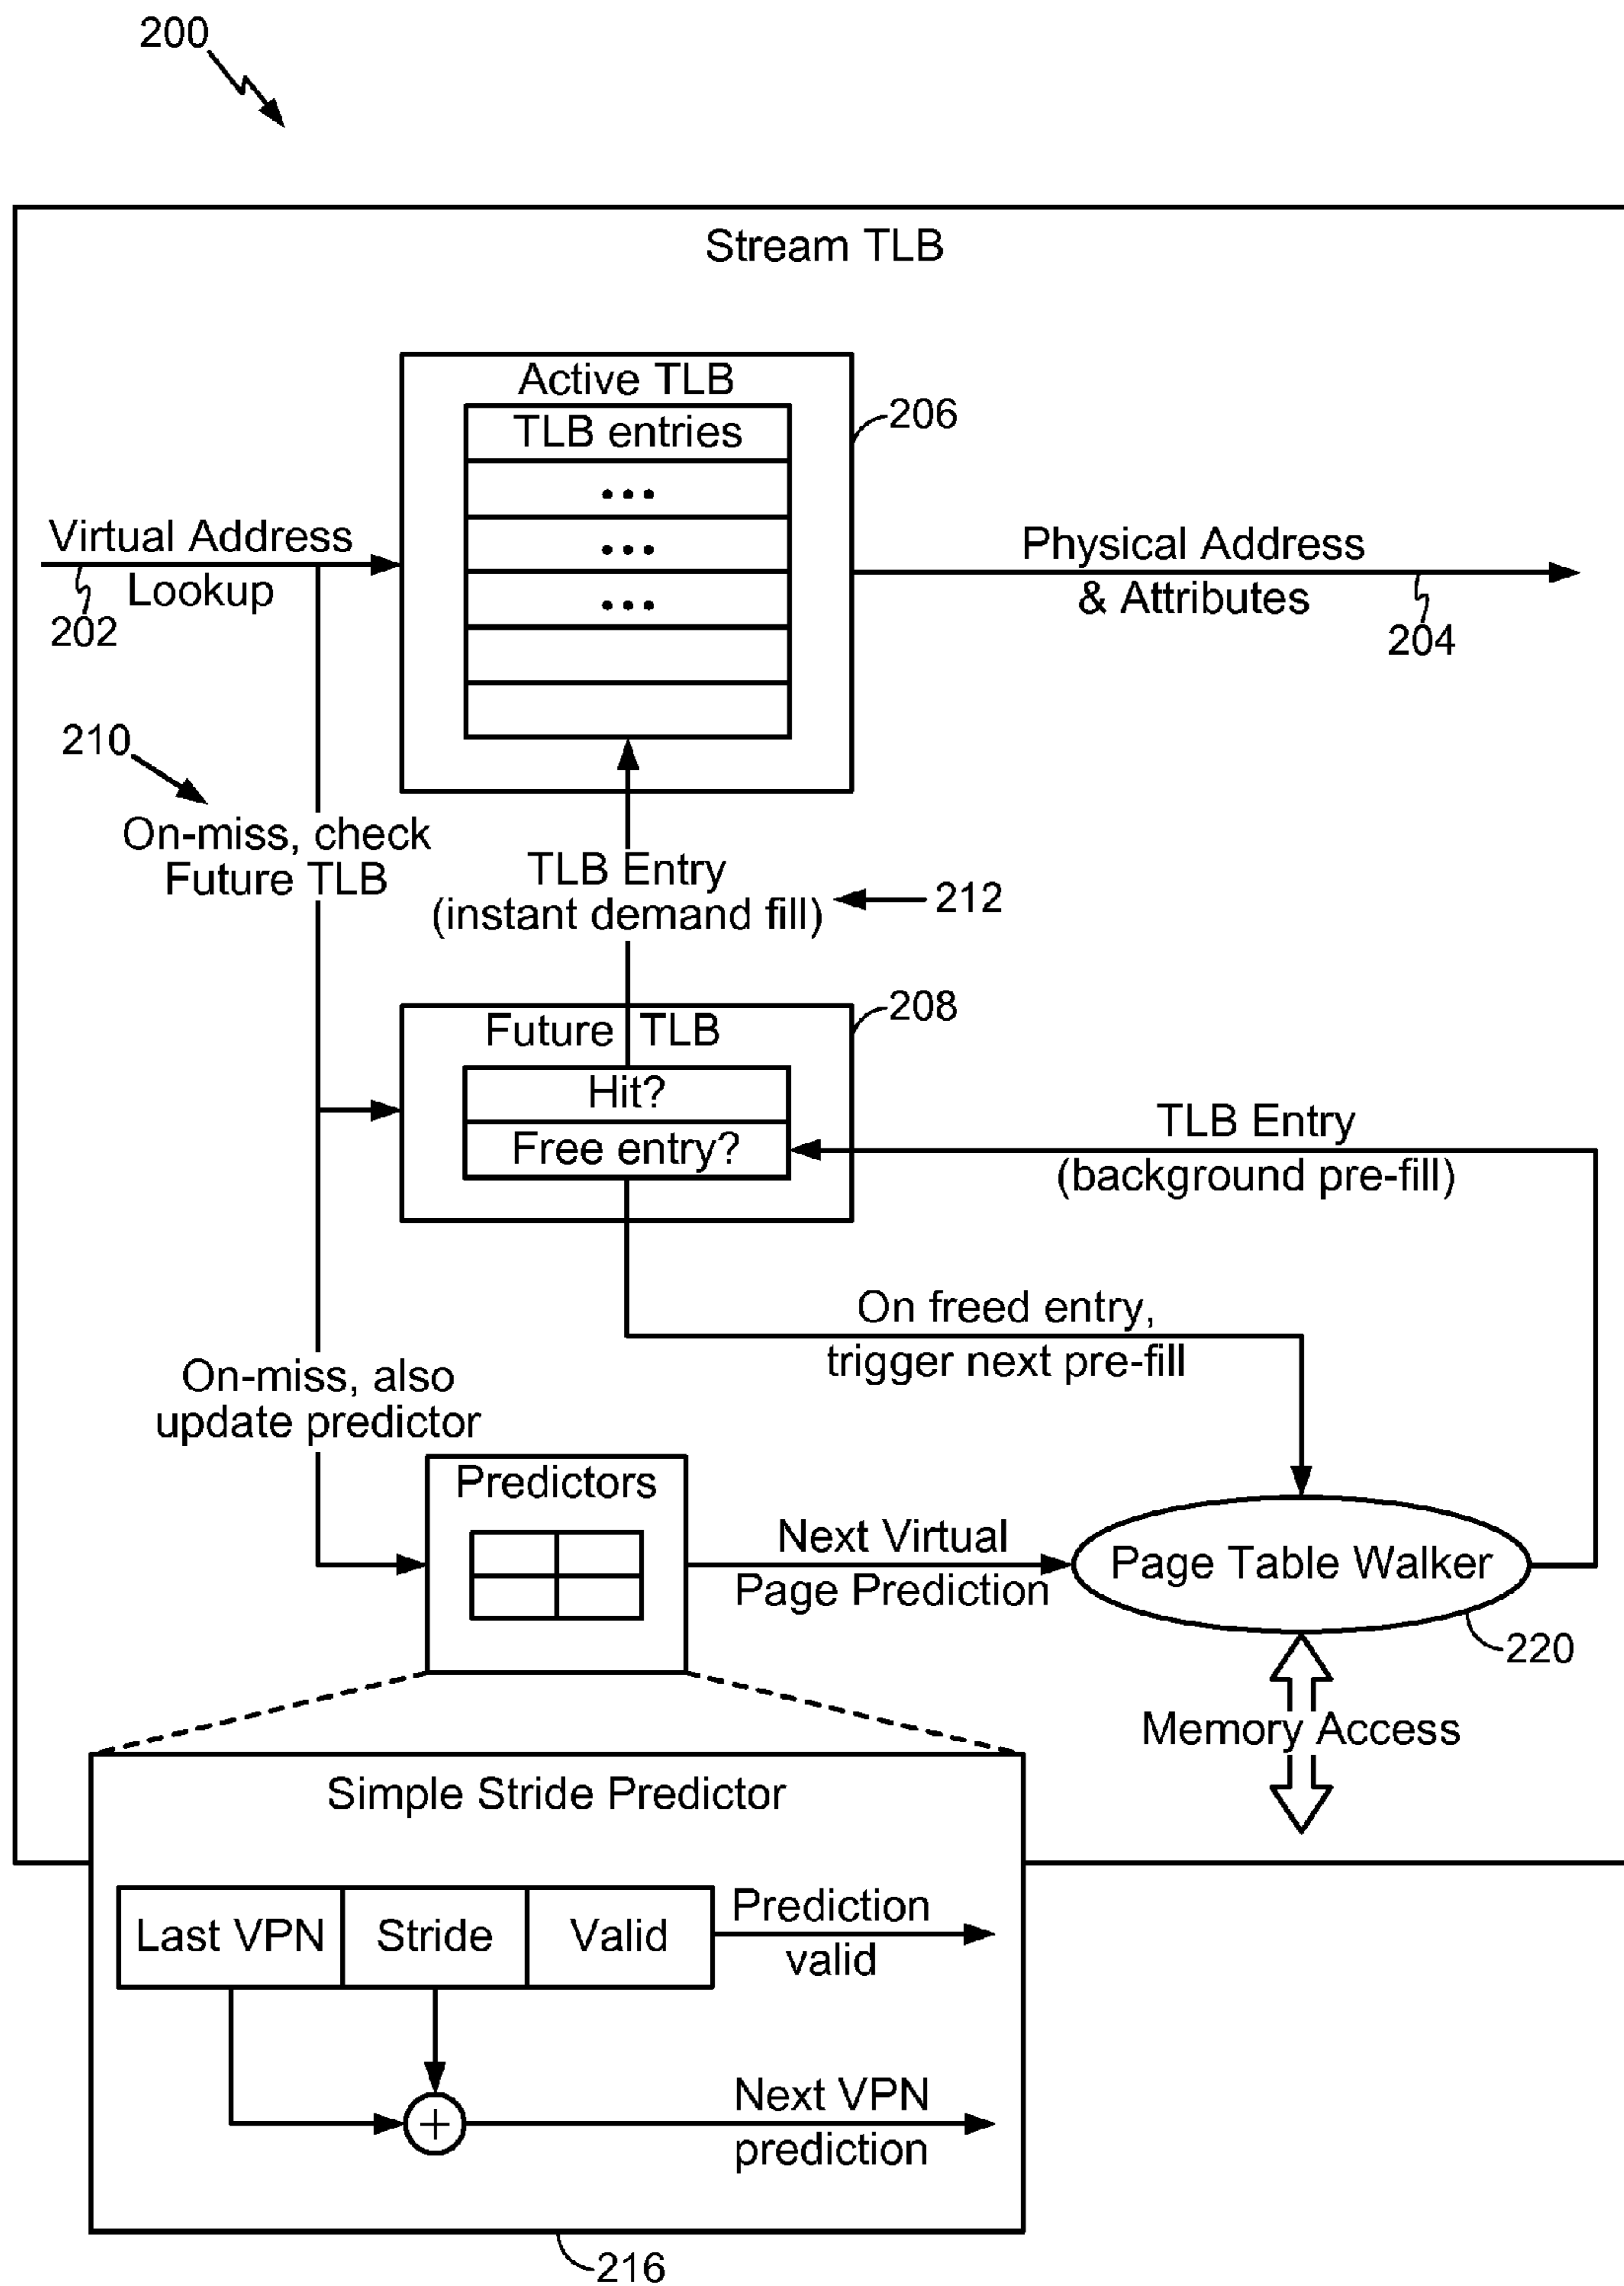 200
Stream TLB
Active TLB
TLB entries
...
...
...
206
Virtual Address
Lookup
202
Physical Address
& Attributes
204
210
On-miss, check
Future TLB
TLB Entry
(instant demand fill)
212
208
Future TLB
Hit?
Free entry?
TLB Entry
(background pre-fill)
On freed entry,
trigger next pre-fill
On-miss, also
update predictor
Predictors
Next Virtual
Page Prediction
Page Table Walker
220
Memory Access
Simple Stride Predictor
Last VPN
Stride
Valid
Prediction
valid
+
Next VPN
prediction
216